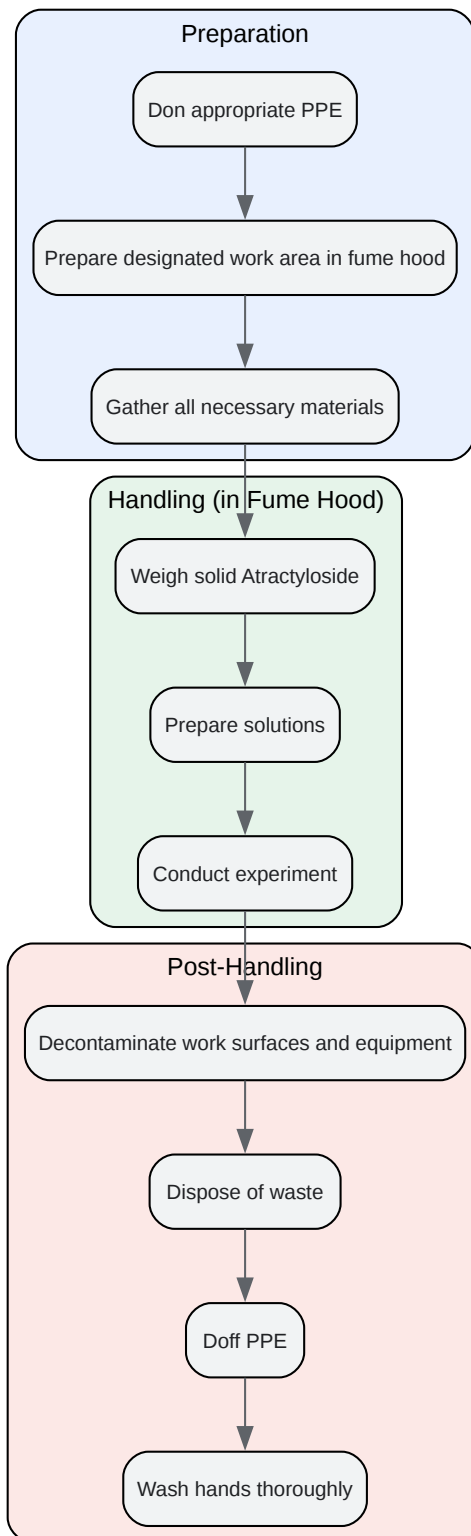 Preparation
Don appropriate PPE
Prepare designated work area in fume hood
Gather all necessary materials
Handling (in Fume Hood)
Weigh solid Atractyloside
Prepare solutions
Conduct experiment
Post-Handling
Decontaminate work surfaces and equipment
Dispose of waste
Doff PPE
Wash hands thoroughly